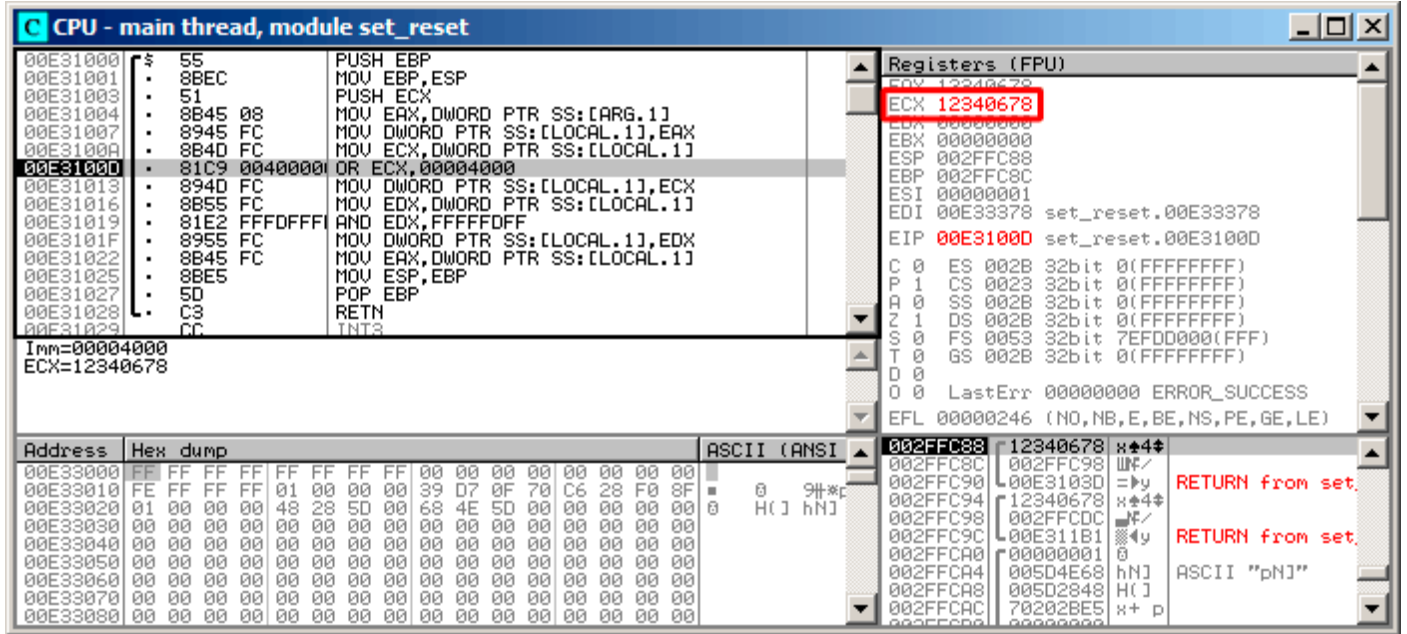 C CPU - main thread, module set_reset
00E31000 $ 55 PUSH EBP
00E31001 . 8BEC MOV EBP,ESP
00E31003 . 51 PUSH ECX
00E31004 . 8B45 08 MOV EAX,DWORD PTR SS:[ARG.1]
00E31007 . 8945 FC MOV DWORD PTR SS:[LOCAL.1],EAX
00E3100A . 8B4D FC MOV ECX,DWORD PTR SS:[LOCAL.1]
00E3100D . 81C9 0040000 OR ECX,00004000
00E31013 . 894D FC MOV DWORD PTR SS:[LOCAL.1],ECX
00E31016 . 8B55 FC MOV EDX,DWORD PTR SS:[LOCAL.1]
00E31019 . 81E2 FFFDFFF AND EDX,FFFFFDFF
00E3101F . 8955 FC MOV DWORD PTR SS:[LOCAL.1],EDX
00E31022 . 8B45 FC MOV EAX,DWORD PTR SS:[LOCAL.1]
00E31025 . 8BE5 MOV ESP,EBP
00E31027 . 5D POP EBP
00E31028 . C3 RETN
00E31029 CC INT3
Imm=00004000
ECX=12340678
Registers (FPU)
EAX 12340678
ECX 12340678
EDX 00000000
EBX 00000000
ESP 002FFC88
EBP 002FFC8C
ESI 00000001
EDI 00E33378 set_reset.00E33378
EIP 00E3100D set_reset.00E3100D
C 0 ES 002B 32bit 0(FFFFFFFF)
P 1 CS 0023 32bit 0(FFFFFFFF)
A 0 SS 002B 32bit 0(FFFFFFFF)
Z 1 DS 002B 32bit 0(FFFFFFFF)
S 0 FS 0053 32bit 7EFDD000(FFF)
T 0 GS 002B 32bit 0(FFFFFFFF)
D 0
O 0 LastErr 00000000 ERROR_SUCCESS
EFL 00000246 (NO,NB,E,BE,NS,PE,GE,LE)
Address Hex dump ASCII (ANSI
00E33000 FF FF FF FF FF FF FF FF 00 00 00 00 00 00 00 00
00E33010 FE FF FF FF 01 00 00 00 39 D7 0F 70 C6 28 F0 8F
00E33020 01 00 00 00 48 28 5D 00 68 4E 5D 00 00 00 00 00 H(] hN]
00E33030 00 00 00 00 00 00 00 00 00 00 00 00 00 00 00 00
00E33040 00 00 00 00 00 00 00 00 00 00 00 00 00 00 00 00
00E33050 00 00 00 00 00 00 00 00 00 00 00 00 00 00 00 00
00E33060 00 00 00 00 00 00 00 00 00 00 00 00 00 00 00 00
00E33070 00 00 00 00 00 00 00 00 00 00 00 00 00 00 00 00
00E33080 00 00 00 00 00 00 00 00 00 00 00 00 00 00 00 00
002FFC88 12340678 x♠4↕
002FFC8C 002FFC98
002FFC90 00E3103D =►y RETURN from set_
002FFC94 12340678 x♠4↕
002FFC98 002FFCDC
002FFC9C 00E311B1 ▒◄y RETURN from set_
002FFCA0 00000001
002FFCA4 005D4E68 hN] ASCII "pN]"
002FFCA8 005D2848 H(]
002FFCAC 70202BE5 x+ p